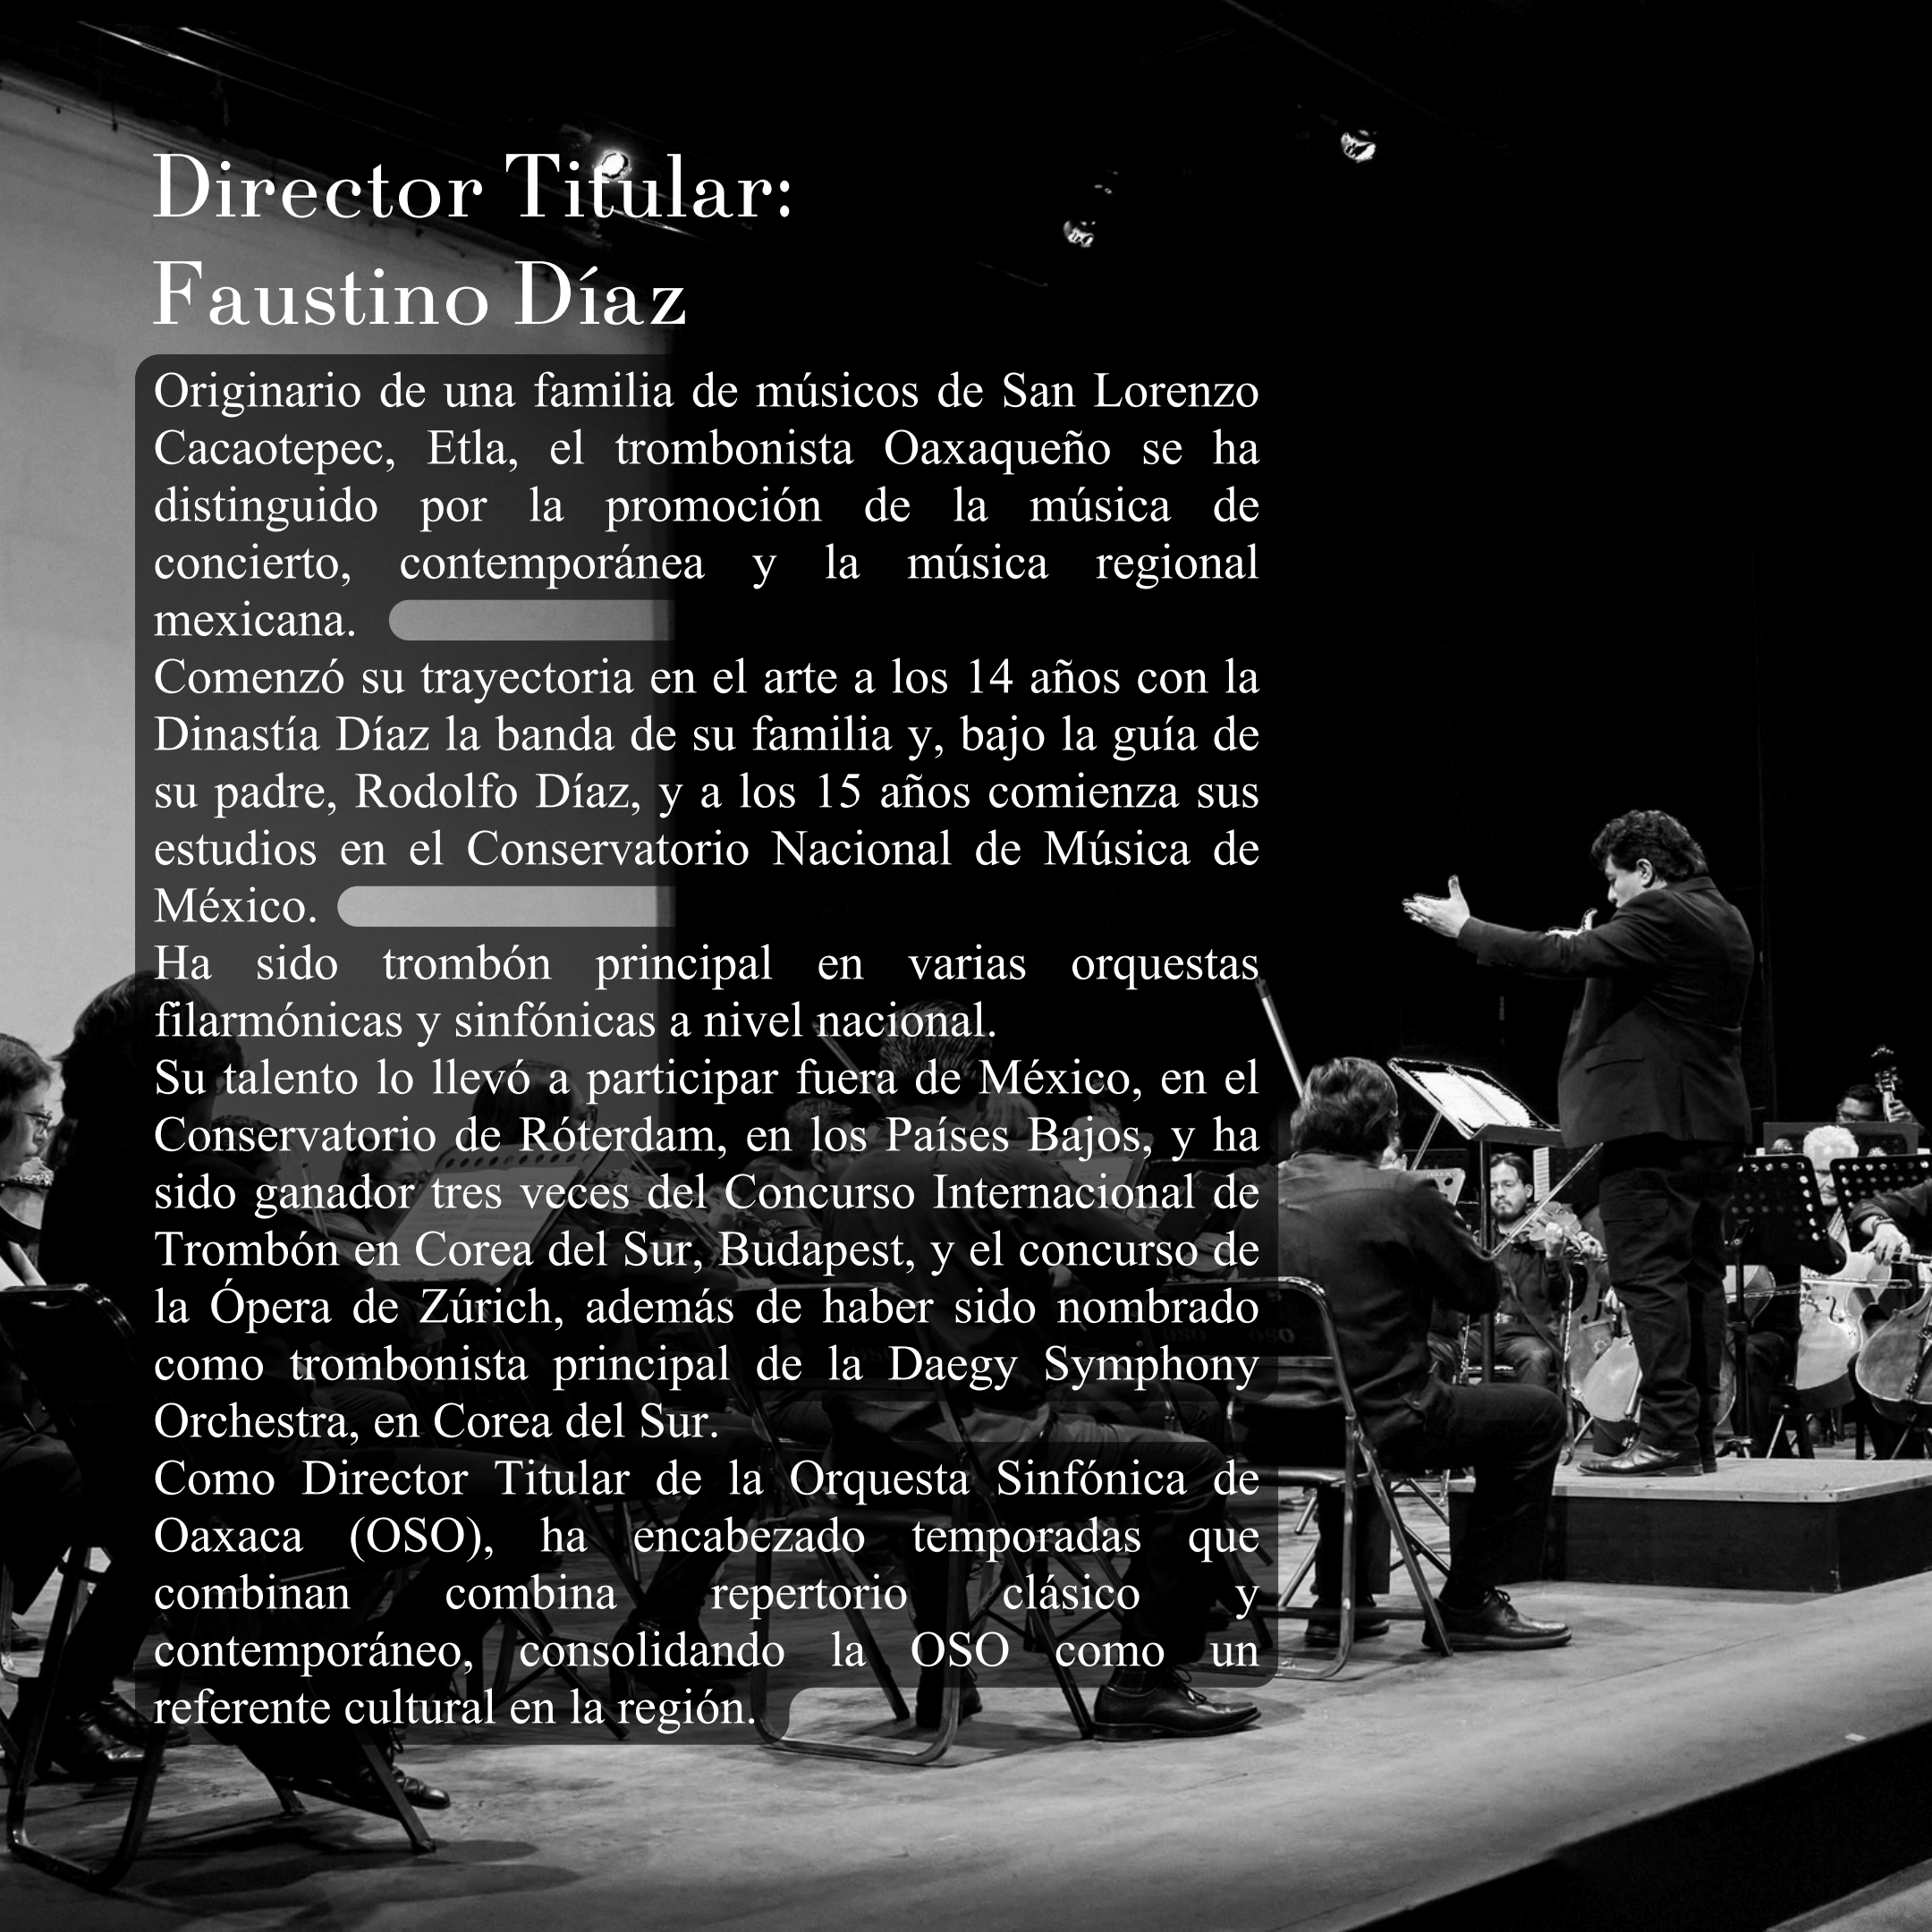 Director Titular:
Faustino Díaz
Originario de una familia de músicos de San Lorenzo
Cacaotepec, Etla, el trombonista Oaxaqueño se ha
distinguido por la promoción de la música de
concierto, contemporánea y la música regional
mexicana.
Comenzó su trayectoria en el arte a los 14 años con la
Dinastía Díaz la banda de su familia y, bajo la guía de
su padre, Rodolfo Díaz, y a los 15 años comienza sus
estudios en el Conservatorio Nacional de Música de
México.
Ha sido trombón principal en varias orquestas
filarmónicas y sinfónicas a nivel nacional.
Su talento lo llevó a participar fuera de México, en el
Conservatorio de Róterdam, en los Países Bajos, y ha
sido ganador tres veces del Concurso Internacional de
Trombón en Corea del Sur, Budapest, y el concurso de
la Ópera de Zúrich, además de haber sido nombrado
como trombonista principal de la Daegy Symphony
Orchestra, en Corea del Sur.
Como Director Titular de la Orquesta Sinfónica de
Oaxaca (OSO), ha encabezado temporadas que
combinan combina repertorio clásico y
contemporáneo, consolidando la OSO como un
referente cultural en la región.
OSO OSO